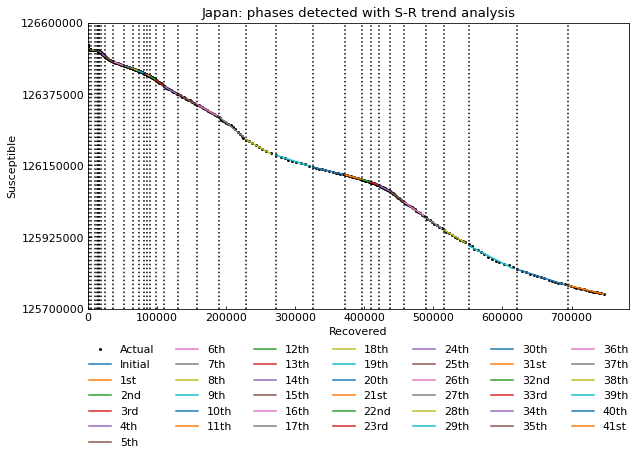 Japan: phases detected with S-R trend analysis
126600000
126375000
126150000
125925000
125700000
Susceptible
0 100000 200000 300000 400000 500000 600000 700000
Recovered
Actual 6th 12th 18th 24th 30th 36th
Initial 7th 13th 19th 25th 31st 37th
1st 8th 14th 20th 26th 32nd 38th
2nd 9th 15th 21st 27th 33rd 39th
3rd 10th 16th 22nd 28th 34th 40th
4th 11th 17th 23rd 29th 35th 41st
5th